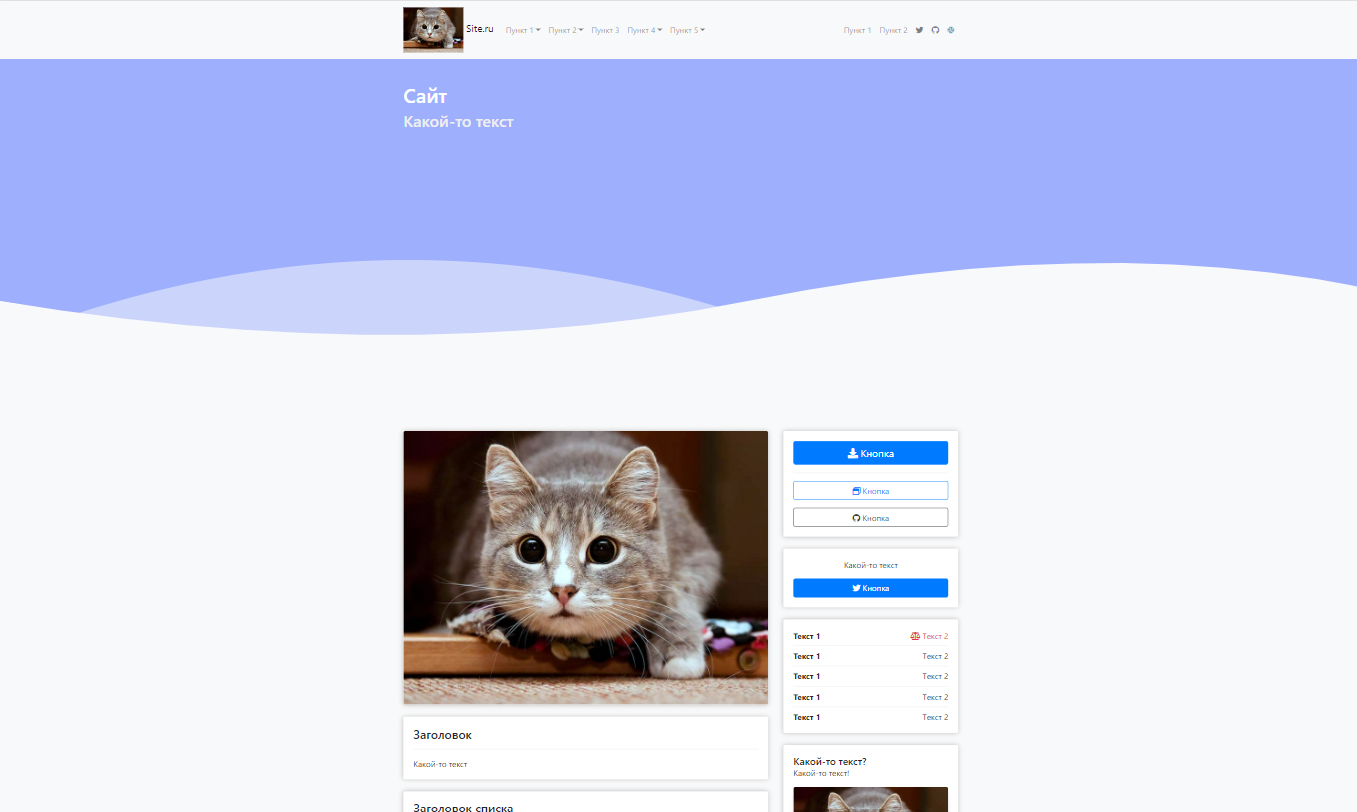 Site.ru Пункт 1 Пункт 2 Пункт 3 Пункт 4 Пункт 5 Пункт 1 Пункт 2
Сайт
Какой-то текст
Кнопка
Кнопка
Кнопка
Какой-то текст
Кнопка
Текст 1 Текст 2
Текст 1 Текст 2
Текст 1 Текст 2
Текст 1 Текст 2
Текст 1 Текст 2
Заголовок
Какой-то текст
Какой-то текст?
Какой-то текст!
Заголовок списка